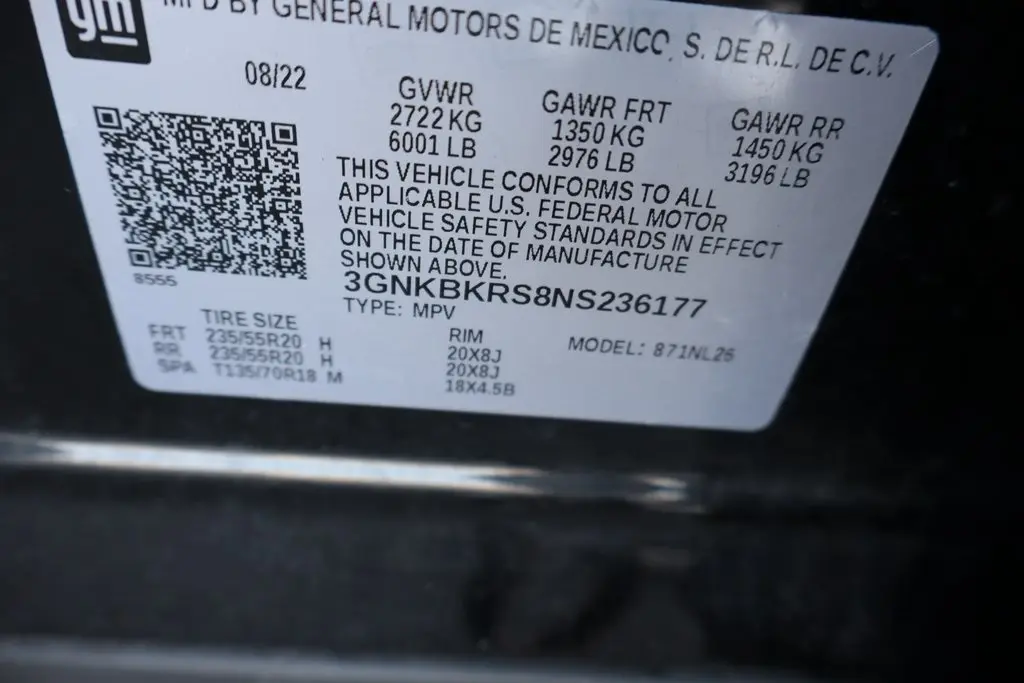 gm
MFD BY GENERAL MOTORS DE MEXICO, S. DE R.L. DE C.V.
08/22
GVWR
2722 KG
6001 LB
GAWR FRT
1350 KG
2976 LB
GAWR RR
1450 KG
3196 LB
THIS VEHICLE CONFORMS TO ALL
APPLICABLE U.S. FEDERAL MOTOR
VEHICLE SAFETY STANDARDS IN EFFECT
ON THE DATE OF MANUFACTURE
SHOWN ABOVE.
8555
3GNKBKRS8NS236177
TYPE: MPV
TIRE SIZE
RIM
MODEL: 871NL26
FRT 235/55R20 H 20X8J
RR 235/55R20 H 20X8J
SPA T135/70R18 M 18X4.5B